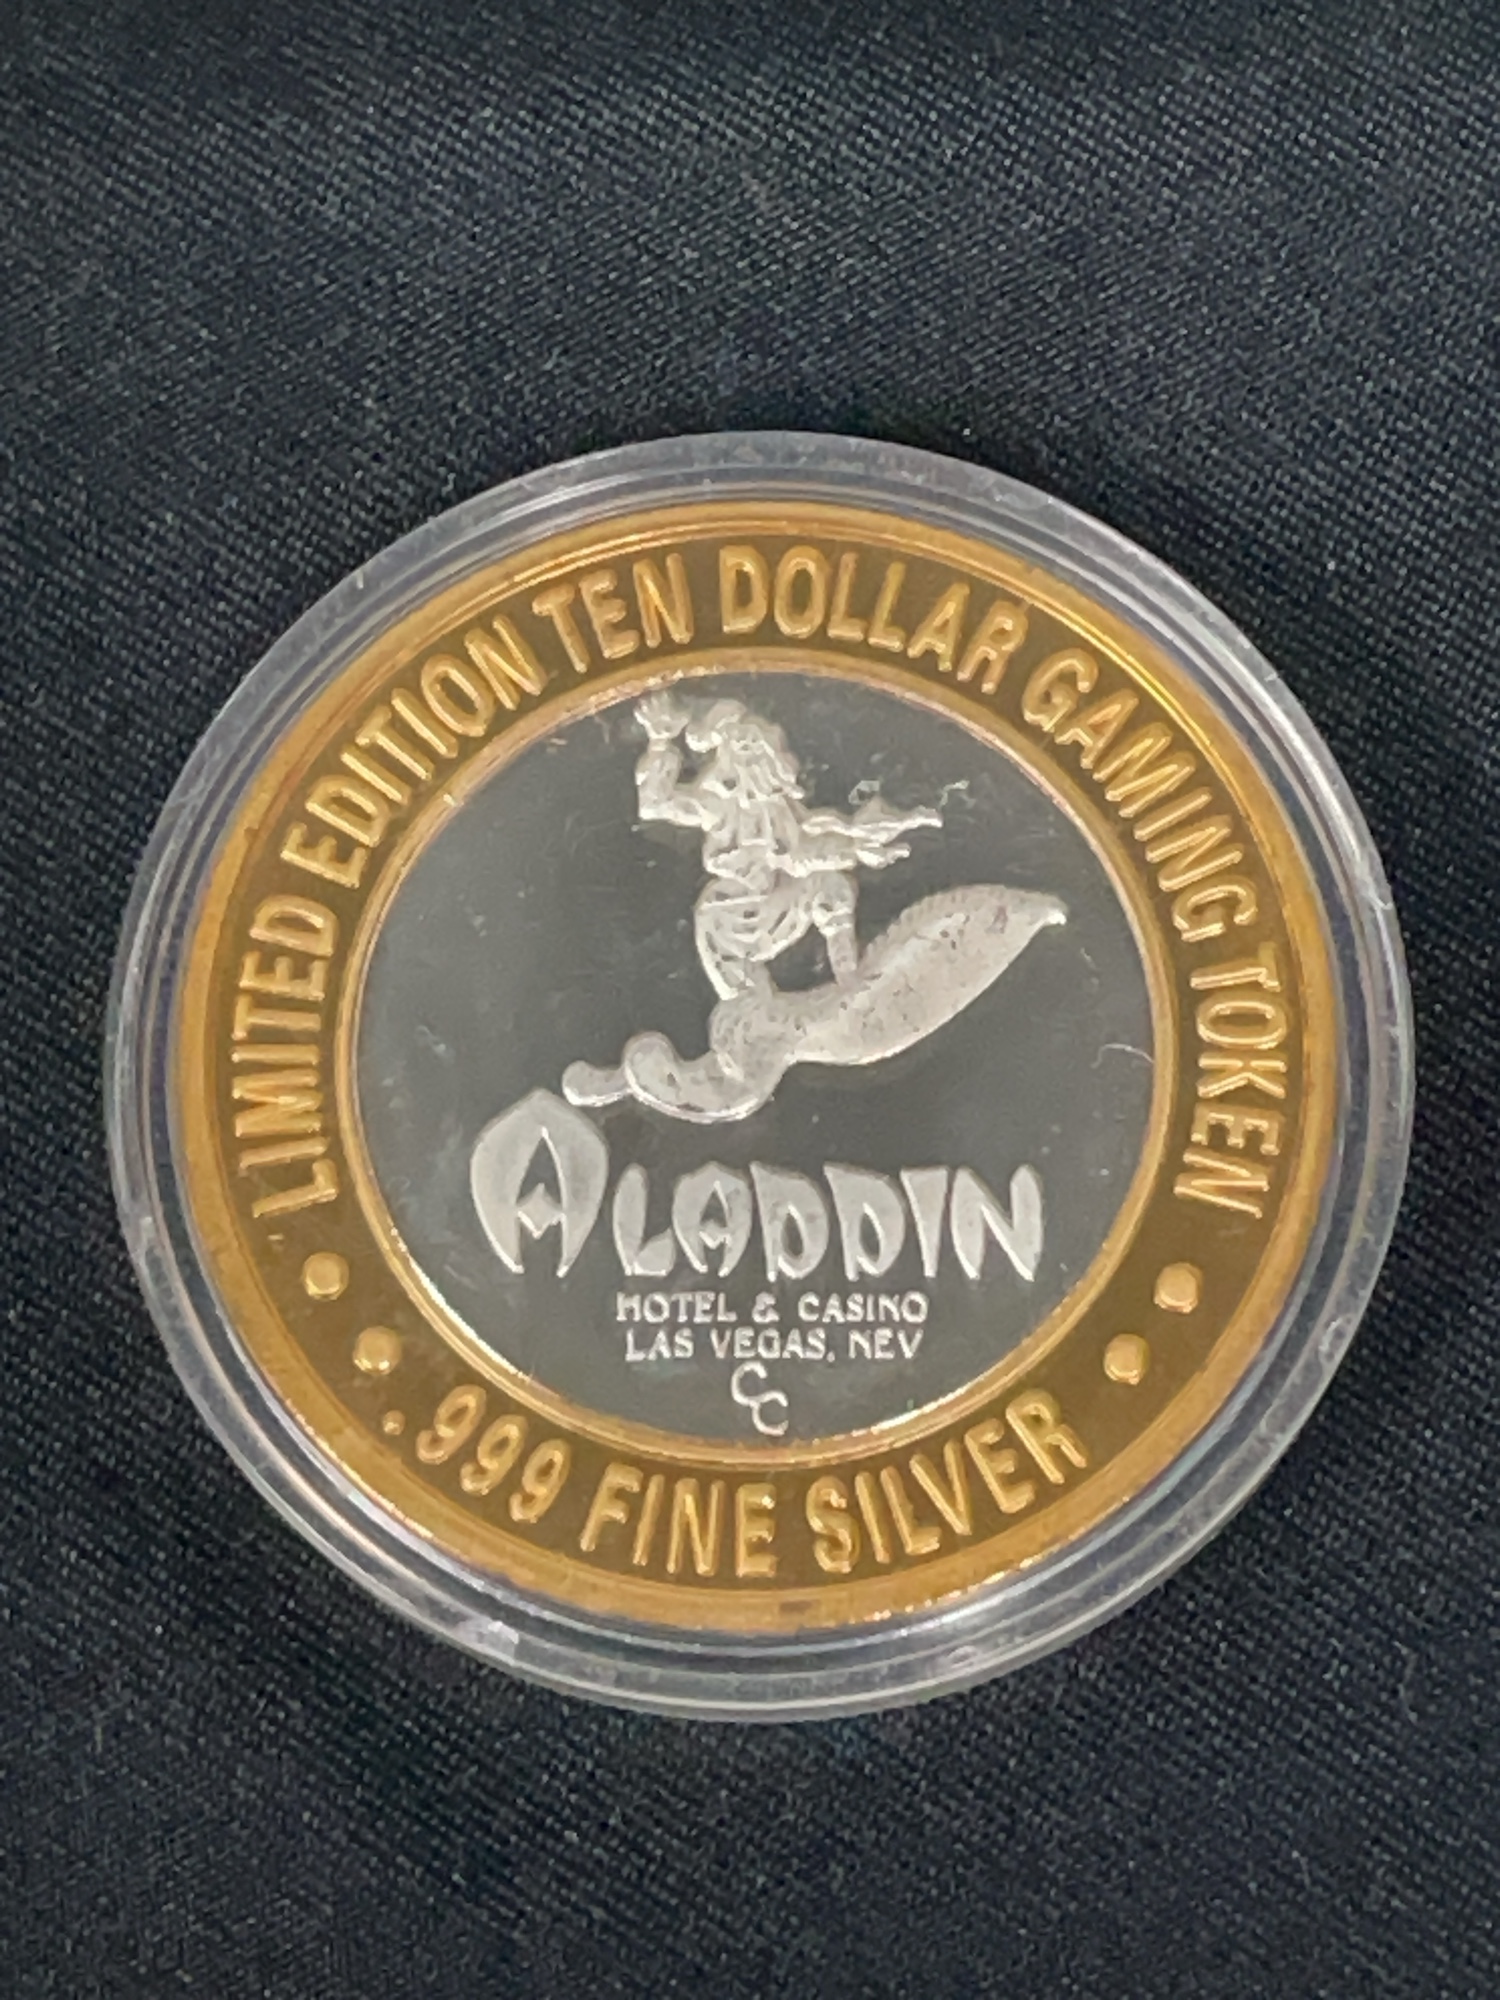 LIMITED EDITION TEN DOLLAR GAMING TOKEN
ALADDIN
HOTEL & CASINO
LAS VEGAS, NEV
CC
.999 FINE SILVER